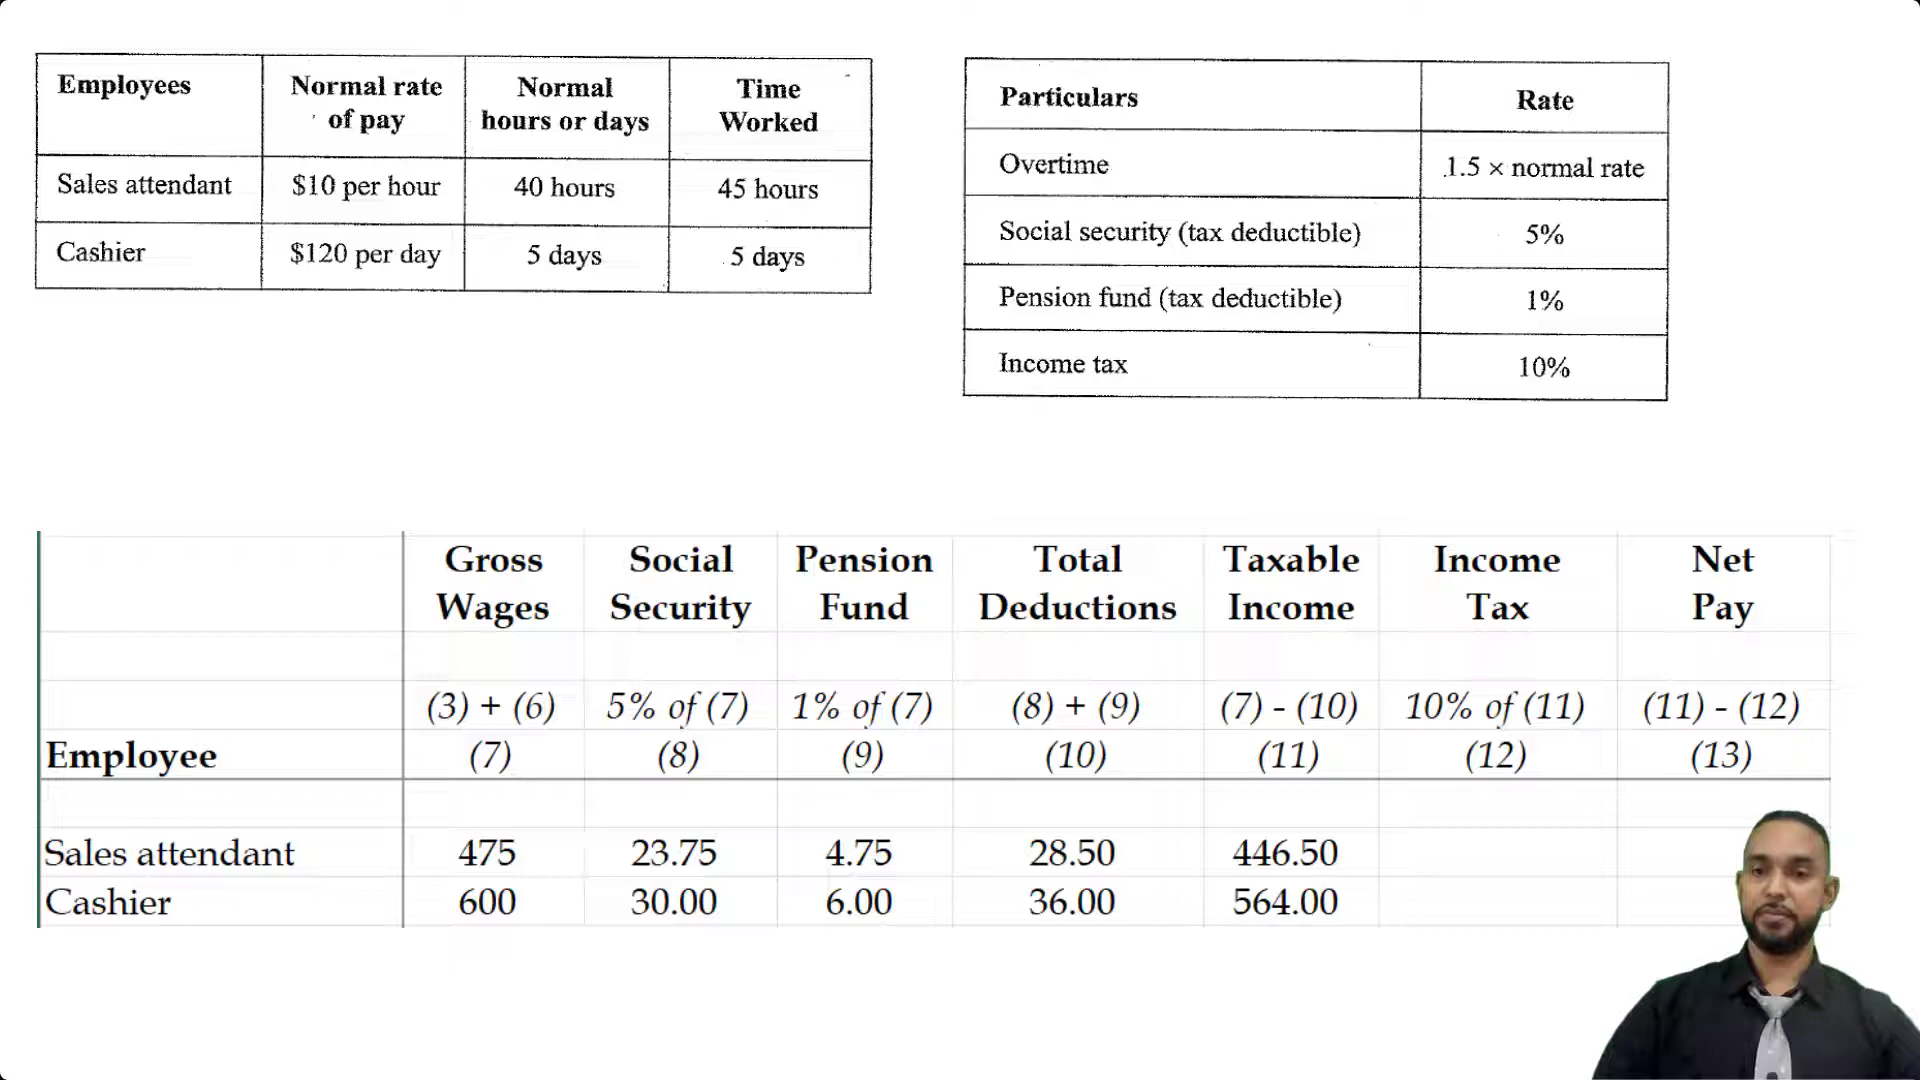 Employees Normal rate of pay Normal hours or days Time Worked
Sales attendant $10 per hour 40 hours 45 hours
Cashier $120 per day 5 days 5 days
Particulars Rate
Overtime 1.5 × normal rate
Social security (tax deductible) 5%
Pension fund (tax deductible) 1%
Income tax 10%
Gross Social Pension Total Taxable Income Net
Wages Security Fund Deductions Income Tax Pay
(3) + (6) 5% of (7) 1% of (7) (8) + (9) (7) - (10) 10% of (11) (11) - (12)
Employee (7) (8) (9) (10) (11) (12) (13)
Sales attendant 475 23.75 4.75 28.50 446.50
Cashier 600 30.00 6.00 36.00 564.00